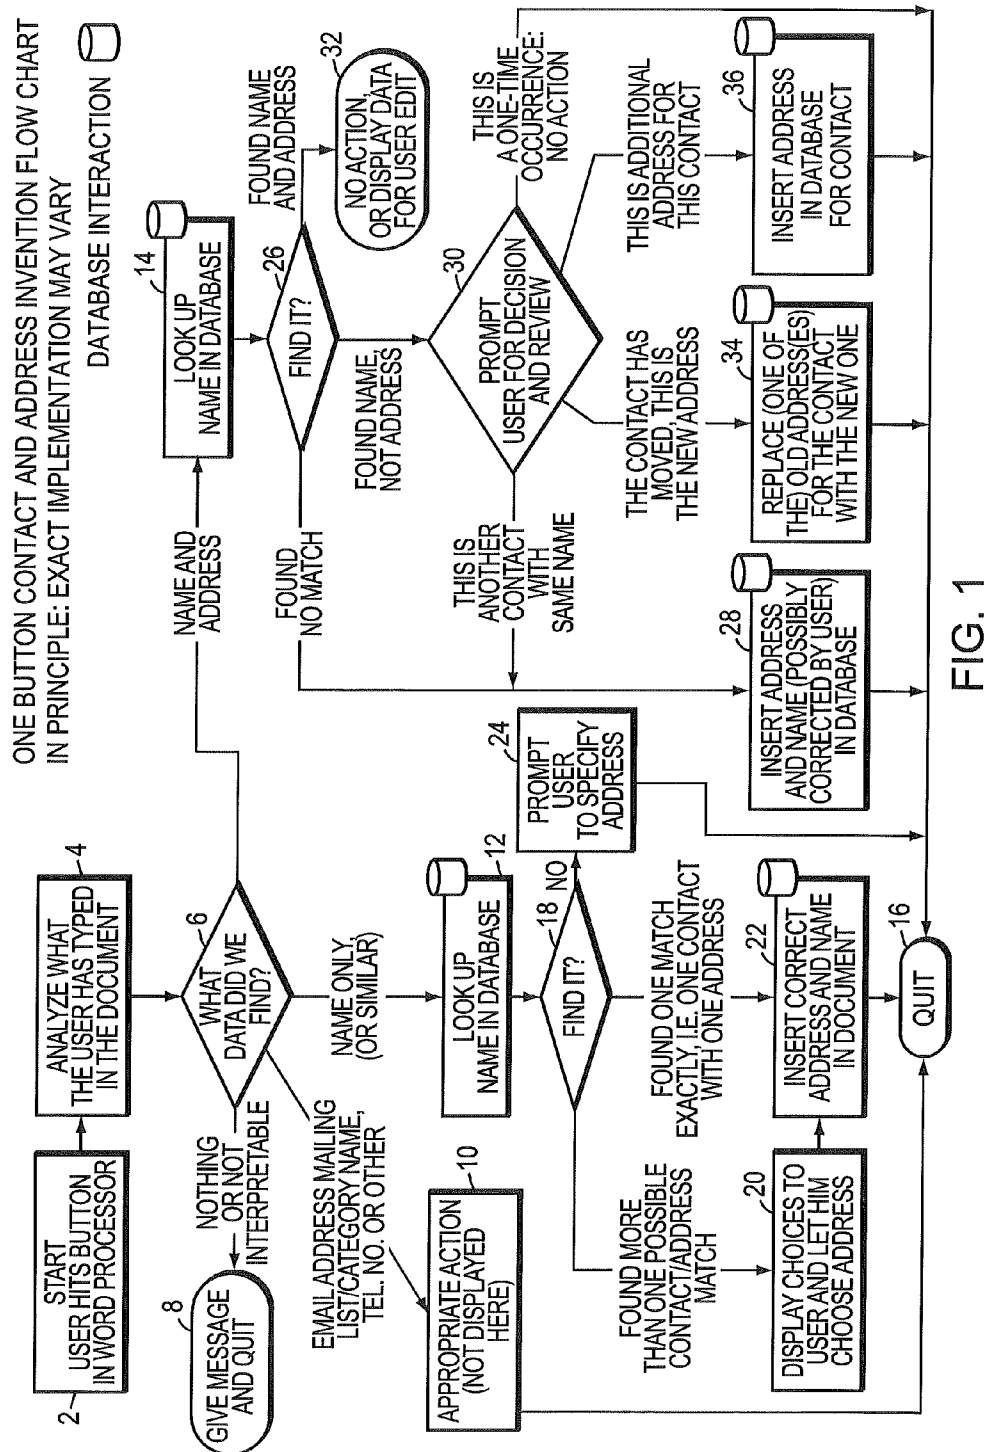 ONE BUTTON CONTACT AND ADDRESS INVENTION FLOW CHART
IN PRINCIPLE: EXACT IMPLEMENTATION MAY VARY
DATABASE INTERACTION
2
START
USER HITS BUTTON
IN WORD PROCESSOR
4
ANALYZE WHAT
THE USER HAS TYPED
IN THE DOCUMENT
6
WHAT
DATA DID WE
FIND?
NOTHING
OR NOT
INTERPRETABLE
8
GIVE MESSAGE
AND QUIT
EMAIL ADDRESS MAILING
LIST/CATEGORY NAME,
TEL. NO. OR OTHER
10
APPROPRIATE ACTION
(NOT DISPLAYED
HERE)
NAME ONLY,
(OR SIMILAR)
12
LOOK UP
NAME IN DATABASE
NAME AND
ADDRESS
14
LOOK UP
NAME IN DATABASE
18
FIND IT?
NO
24
PROMPT
USER
TO SPECIFY
ADDRESS
FOUND MORE
THAN ONE POSSIBLE
CONTACT/ADDRESS
MATCH
20
DISPLAY CHOICES TO
USER AND LET HIM
CHOOSE ADDRESS
FOUND ONE MATCH
EXACTLY, I.E. ONE CONTACT
WITH ONE ADDRESS
22
INSERT CORRECT
ADDRESS AND NAME
IN DOCUMENT
16
QUIT
26
FIND IT?
FOUND
NO MATCH
FOUND NAME
AND ADDRESS
32
NO ACTION,
OR DISPLAY DATA
FOR USER EDIT
FOUND NAME,
NOT ADDRESS
30
PROMPT
USER FOR DECISION
AND REVIEW
THIS IS
ANOTHER
CONTACT
WITH
SAME NAME
THIS IS
A ONE-TIME
OCCURRENCE:
NO ACTION
THE CONTACT HAS
MOVED, THIS IS
THE NEW ADDRESS
THIS IS ADDITIONAL
ADDRESS FOR
THIS CONTACT
28
INSERT ADDRESS
AND NAME (POSSIBLY
CORRECTED BY USER)
IN DATABASE
34
REPLACE (ONE OF
THE) OLD ADDRESS(ES)
FOR THE CONTACT
WITH THE NEW ONE
36
INSERT ADDRESS
IN DATABASE
FOR CONTACT
FIG. 1